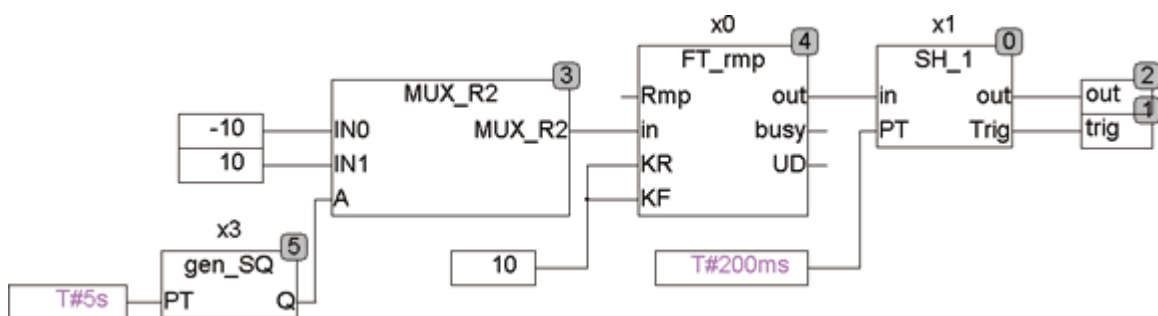 x0
x1
3
4
0
MUX_R2
FT_rmp
SH_1
2
Rmp
out
in
out
out
-10
IN0
MUX_R2
in
busy
PT
Trig
trig
1
10
IN1
KR
UD
A
KF
x3
5
gen_SQ
10
T#200ms
T#5s
PT
Q